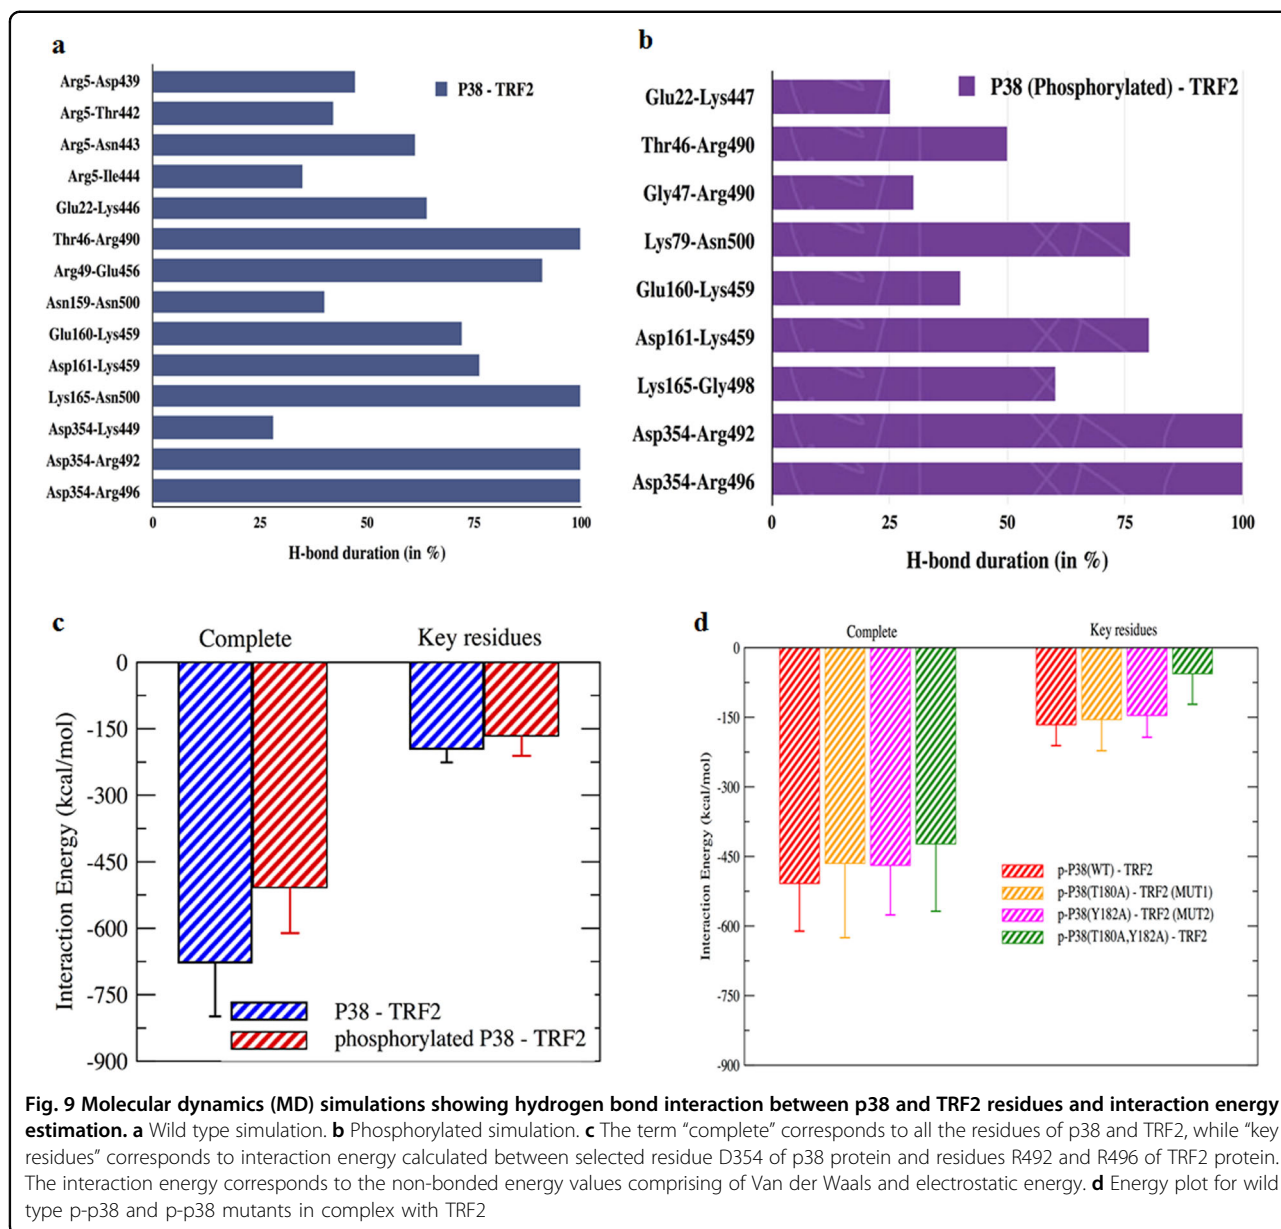 a
P38 - TRF2
Arg5-Asp439
Arg5-Thr442
Arg5-Asn443
Arg5-Ile444
Glu22-Lys446
Thr46-Arg490
Arg49-Glu456
Asn159-Asn500
Glu160-Lys459
Asp161-Lys459
Lys165-Asn500
Asp354-Lys449
Asp354-Arg492
Asp354-Arg496
0 25 50 75 100
H-bond duration (in %)
b
P38 (Phosphorylated) - TRF2
Glu22-Lys447
Thr46-Arg490
Gly47-Arg490
Lys79-Asn500
Glu160-Lys459
Asp161-Lys459
Lys165-Gly498
Asp354-Arg492
Asp354-Arg496
0 25 50 75 100
H-bond duration (in %)
c
Complete Key residues
Interaction Energy (kcal/mol)
0
-150
-300
-450
-600
-750
-900
P38 - TRF2
phosphorylated P38 - TRF2
d
Complete Key residues
Interaction Energy (kcal/mol)
0
-150
-300
-450
-600
-750
-900
p-P38(WT) - TRF2
p-P38(T180A) - TRF2 (MUT1)
p-P38(Y182A) - TRF2 (MUT2)
p-P38(T180A,Y182A) - TRF2
Fig. 9 Molecular dynamics (MD) simulations showing hydrogen bond interaction between p38 and TRF2 residues and interaction energy
estimation. a Wild type simulation. b Phosphorylated simulation. c The term “complete” corresponds to all the residues of p38 and TRF2, while “key
residues” corresponds to interaction energy calculated between selected residue D354 of p38 protein and residues R492 and R496 of TRF2 protein.
The interaction energy corresponds to the non-bonded energy values comprising of Van der Waals and electrostatic energy. d Energy plot for wild
type p-p38 and p-p38 mutants in complex with TRF2